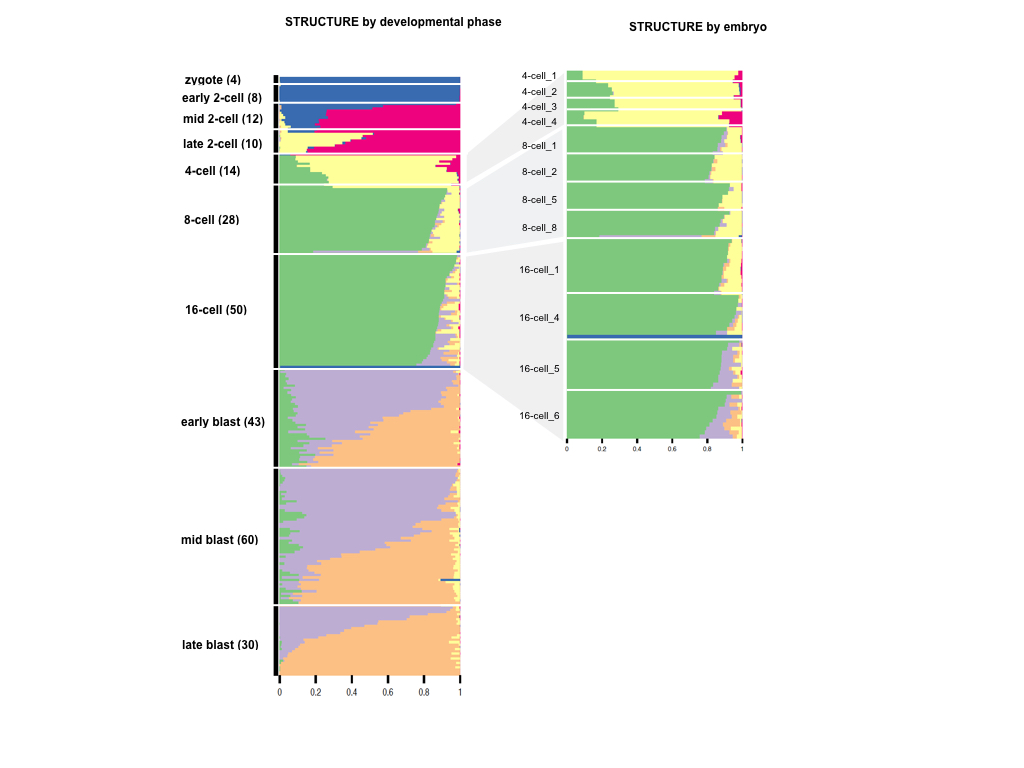 STRUCTURE by developmental phase
zygote (4)
early 2-cell (8)
mid 2-cell (12)
late 2-cell (10)
4-cell (14)
8-cell (28)
16-cell (50)
early blast (43)
mid blast (60)
late blast (30)
0 0.2 0.4 0.6 0.8 1
STRUCTURE by embryo
4-cell_1
4-cell_2
4-cell_3
4-cell_4
8-cell_1
8-cell_2
8-cell_5
8-cell_8
16-cell_1
16-cell_4
16-cell_5
16-cell_6
0 0.2 0.4 0.6 0.8 1